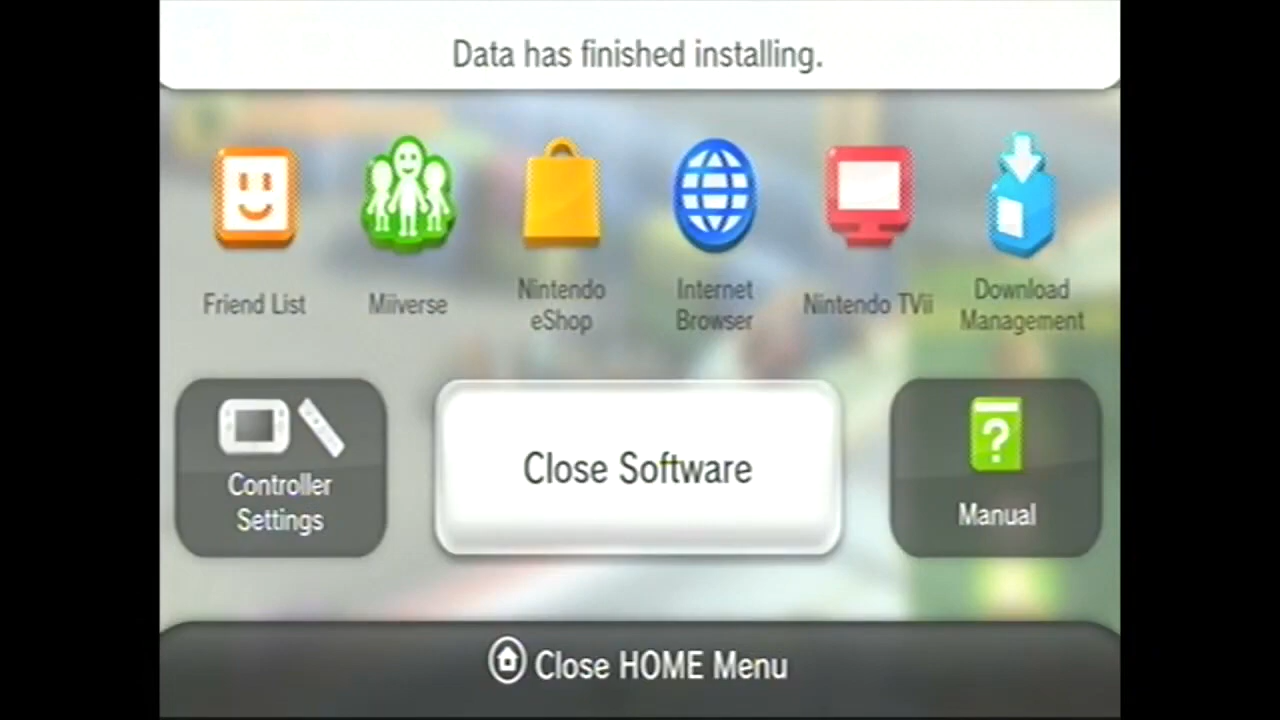 Data has finished installing.
Friend List
Miiverse
Nintendo
eShop
Internet
Browser
Nintendo TVii
Download
Management
Controller
Settings
Close Software
?
Manual
Close HOME Menu